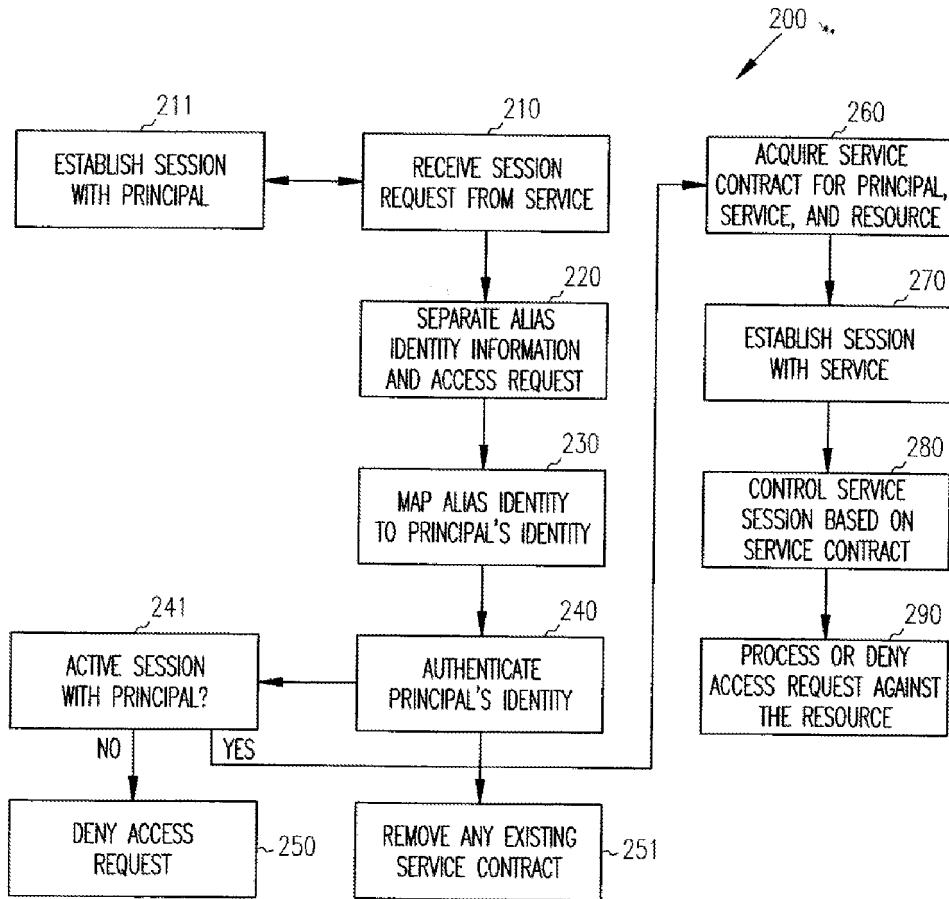 200
211
ESTABLISH SESSION
WITH PRINCIPAL
210
RECEIVE SESSION
REQUEST FROM SERVICE
220
SEPARATE ALIAS
IDENTITY INFORMATION
AND ACCESS REQUEST
230
MAP ALIAS IDENTITY
TO PRINCIPAL'S IDENTITY
240
AUTHENTICATE
PRINCIPAL'S IDENTITY
241
ACTIVE SESSION
WITH PRINCIPAL?
NO
YES
DENY ACCESS
REQUEST
250
REMOVE ANY EXISTING
SERVICE CONTRACT
251
260
ACQUIRE SERVICE
CONTRACT FOR PRINCIPAL,
SERVICE, AND RESOURCE
270
ESTABLISH SESSION
WITH SERVICE
280
CONTROL SERVICE
SESSION BASED ON
SERVICE CONTRACT
290
PROCESS OR DENY
ACCESS REQUEST AGAINST
THE RESOURCE